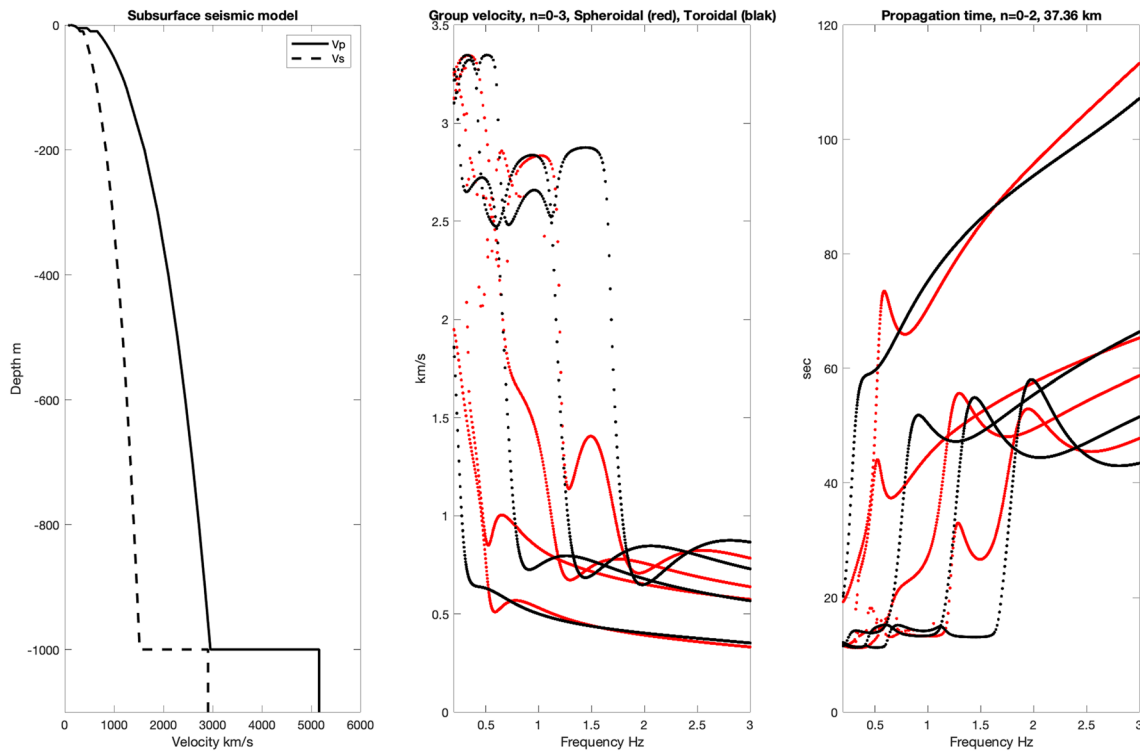 Subsurface seismic model
0
-200
-400
-600
-800
-1000
Depth m
0 1000 2000 3000 4000 5000 6000
Velocity km/s
Vp
Vs
Group velocity, n=0-3, Spheroidal (red), Toroidal (blak)
3.5
3
2.5
2
1.5
1
0.5
0
km/s
0.5 1 1.5 2 2.5 3
Frequency Hz
Propagation time, n=0-2, 37.36 km
120
100
80
60
40
20
0
sec
0.5 1 1.5 2 2.5 3
Frequency Hz